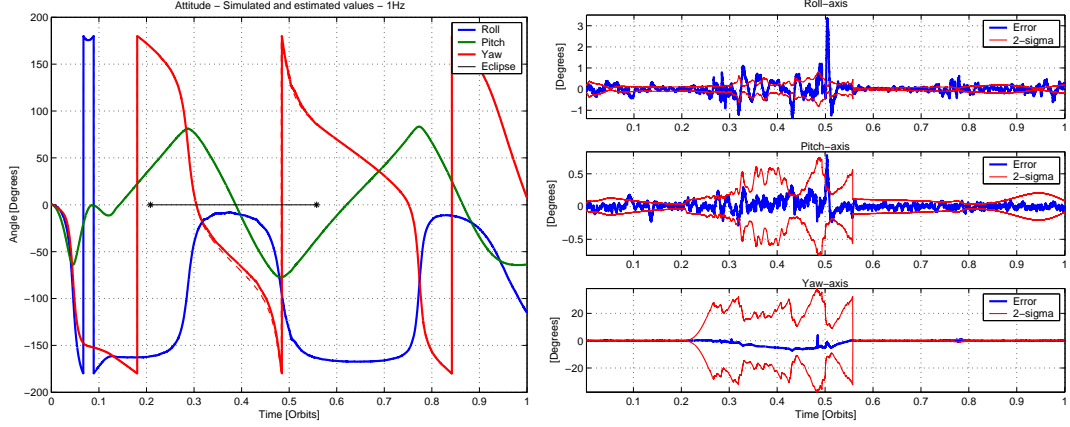 Attitude − Simulated and estimated values − 1Hz
Angle [Degrees]
200
150
100
50
0
−50
−100
−150
−200
Roll
Pitch
Yaw
Eclipse
0 0.1 0.2 0.3 0.4 0.5 0.6 0.7 0.8 0.9 1
Time [Orbits]
Roll−axis
[Degrees]
3
2
1
0
−1
Error
2−sigma
0.1 0.2 0.3 0.4 0.5 0.6 0.7 0.8 0.9 1
Pitch−axis
[Degrees]
0.5
0
−0.5
Error
2−sigma
0.1 0.2 0.3 0.4 0.5 0.6 0.7 0.8 0.9 1
Yaw−axis
[Degrees]
20
0
−20
Error
2−sigma
0.1 0.2 0.3 0.4 0.5 0.6 0.7 0.8 0.9 1
Time [Orbits]